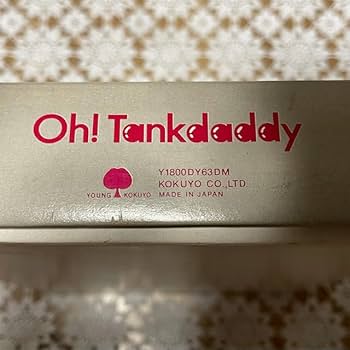 Oh! Tankdaddy
Y1800DY63DM
KOKUYO CO.,LTD.
YOUNG KOKUYO
MADE IN JAPAN